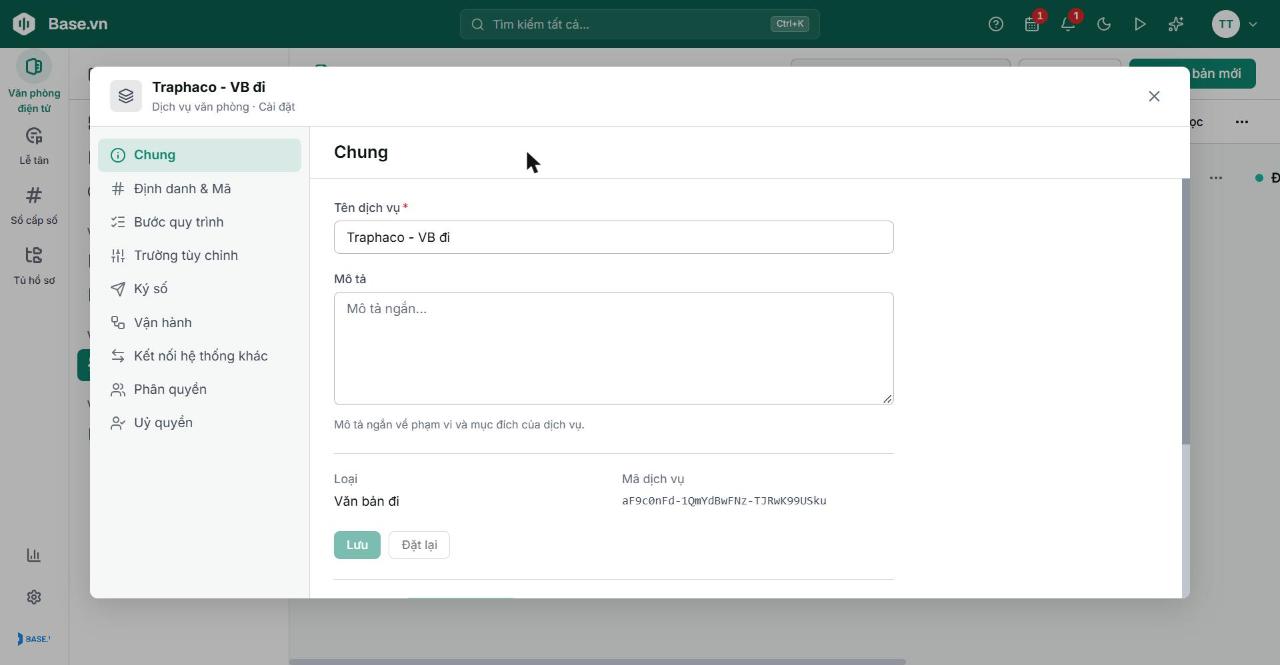 Base.vn
Tìm kiếm tất cả...
Ctrl+K
1
1
TT
Văn phòng
điện tử
Lễ tân
Sổ cấp số
Tủ hồ sơ
BASE.
bản mới
ọc
Traphaco - VB đi
Dịch vụ văn phòng · Cài đặt
Chung
Định danh & Mã
Bước quy trình
Trường tùy chỉnh
Ký số
Vận hành
Kết nối hệ thống khác
Phân quyền
Uỷ quyền
Chung
Tên dịch vụ *
Traphaco - VB đi
Mô tả
Mô tả ngắn...
Mô tả ngắn về phạm vi và mục đích của dịch vụ.
Loại
Mã dịch vụ
Văn bản đi
aF9c0nFd-1QmYdBwFNz-TJRwK99USku
Lưu
Đặt lại